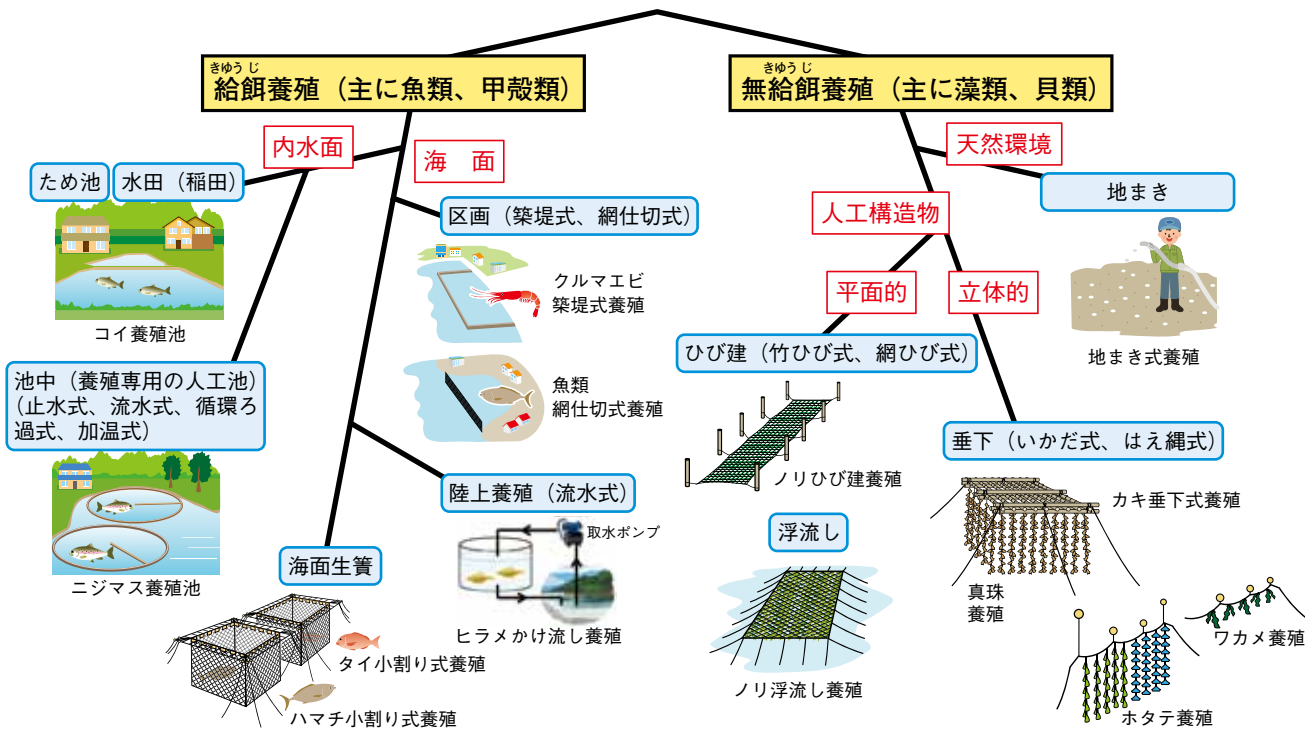 きゆうじ
給餌養殖（主に魚類、甲殻類）
内水面
海　面
ため池
水田（稲田）
コイ養殖池
池中（養殖専用の人工池）
（止水式、流水式、循環ろ
過式、加温式）
ニジマス養殖池
区画（築堤式、網仕切式）
クルマエビ
築堤式養殖
魚類
網仕切式養殖
陸上養殖（流水式）
取水ポンプ
ヒラメかけ流し養殖
海面生簀
タイ小割り式養殖
ハマチ小割り式養殖
きゆうじ
無給餌養殖（主に藻類、貝類）
天然環境
地まき
地まき式養殖
人工構造物
平面的
立体的
ひび建（竹ひび式、網ひび式）
ノリひび建養殖
浮流し
ノリ浮流し養殖
垂下（いかだ式、はえ縄式）
カキ垂下式養殖
真珠
養殖
ワカメ養殖
ホタテ養殖